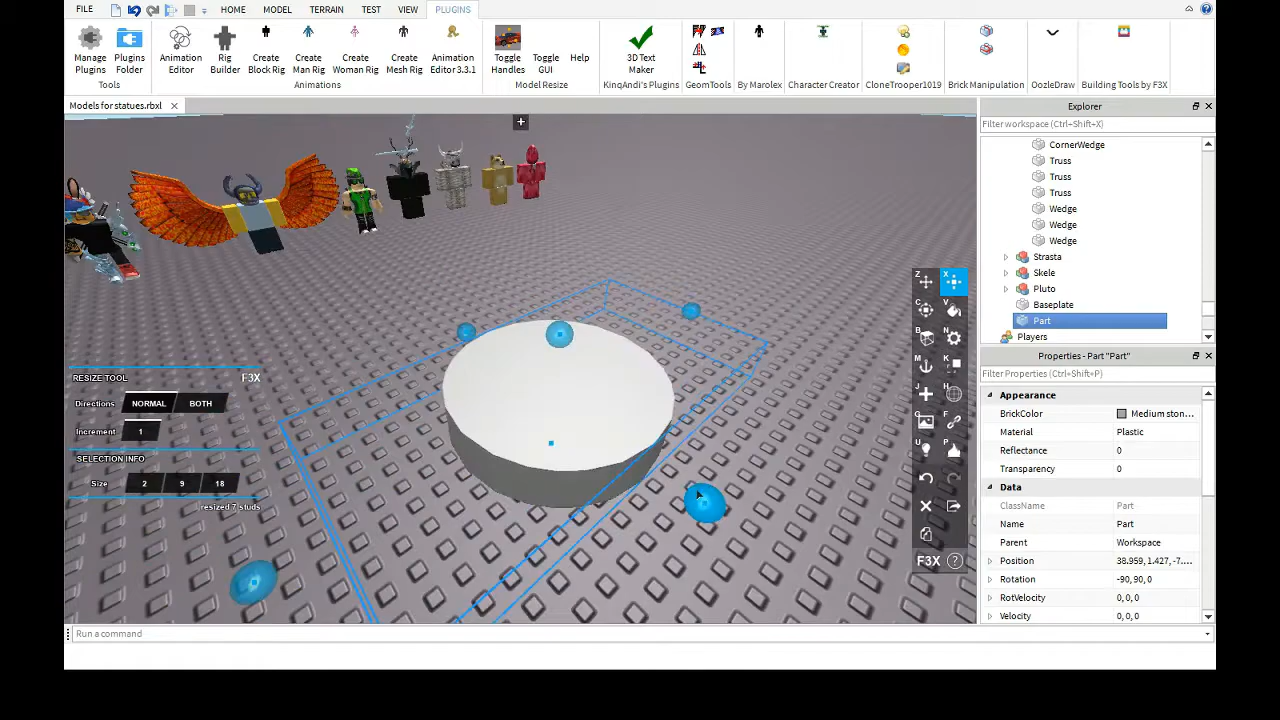 FILE HOME MODEL TERRAIN TEST VIEW PLUGINS
Manage Plugins
Plugins Folder
Tools
Animation Editor
Rig Builder
Create Block Rig
Create Man Rig
Create Woman Rig
Create Mesh Rig
Animation Editor 3.3.1
Animations
Toggle Handles
Toggle GUI
Help
Model Resize
3D Text Maker
KinqAndi's Plugins
GeomTools
By Marolex
Character Creator
CloneTrooper1019
Brick Manipulation
OozleDraw
Building Tools by F3X
Models for statues.rbxl
RESIZE TOOL F3X
Directions NORMAL BOTH
Increment 1
SELECTION INFO
Size 2 9 18
resized 7 studs
Z X
C V
B N
M K
J H
G F
U P
F3X ?
Explorer
Filter workspace (Ctrl+Shift+X)
CornerWedge
Truss
Truss
Truss
Wedge
Wedge
Wedge
Strasta
Skele
Pluto
Baseplate
Part
Players
Properties - Part "Part"
Filter Properties (Ctrl+Shift+P)
Appearance
BrickColor Medium ston...
Material Plastic
Reflectance 0
Transparency 0
Data
ClassName Part
Name Part
Parent Workspace
Position 38.959, 1.427, -7....
Rotation -90,90,0
RotVelocity 0,0,0
Velocity 0,0,0
Run a command